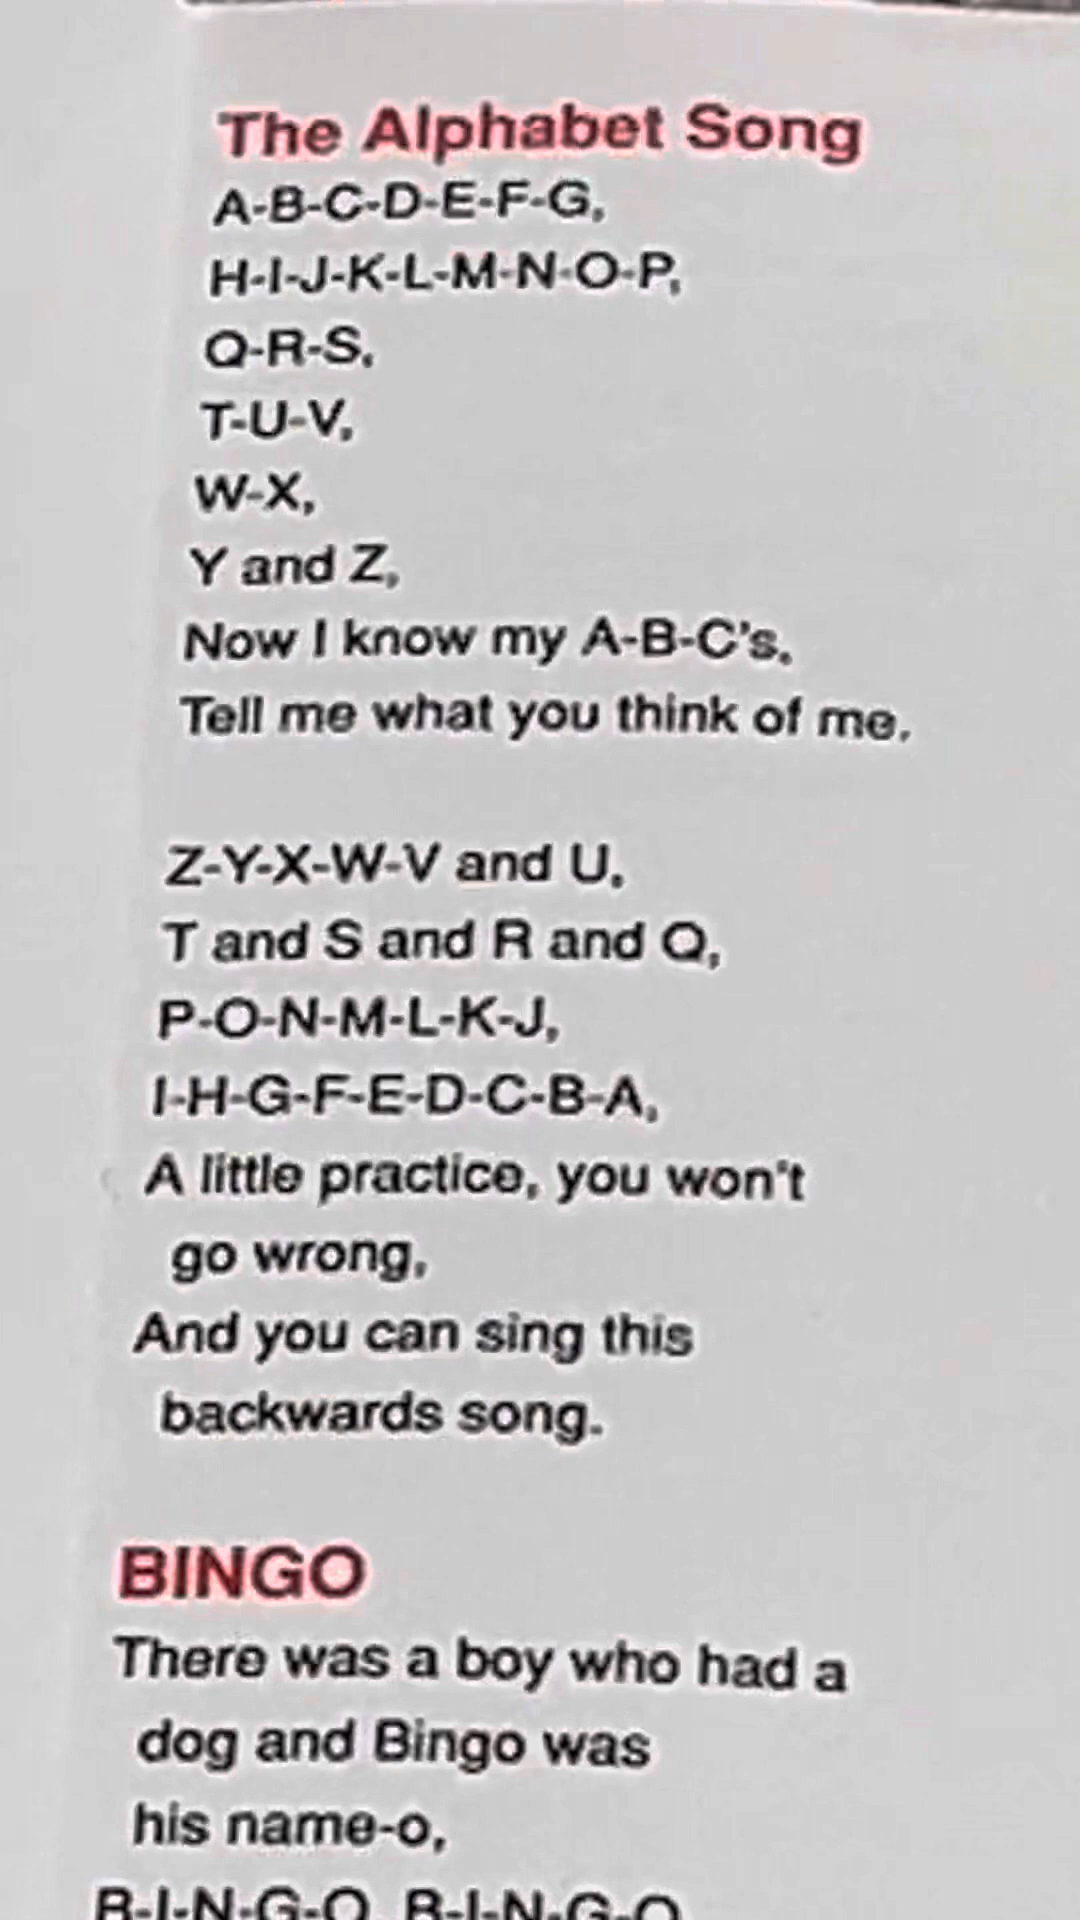 The Alphabet Song
A-B-C-D-E-F-G,
H-I-J-K-L-M-N-O-P,
Q-R-S,
T-U-V,
W-X,
Y and Z,
Now I know my A-B-C's,
Tell me what you think of me.
Z-Y-X-W-V and U,
T and S and R and Q,
P-O-N-M-L-K-J,
I-H-G-F-E-D-C-B-A,
A little practice, you won't
go wrong,
And you can sing this
backwards song.
BINGO
There was a boy who had a
dog and Bingo was
his name-o,
B-I-N-G-O, B-I-N-G-O